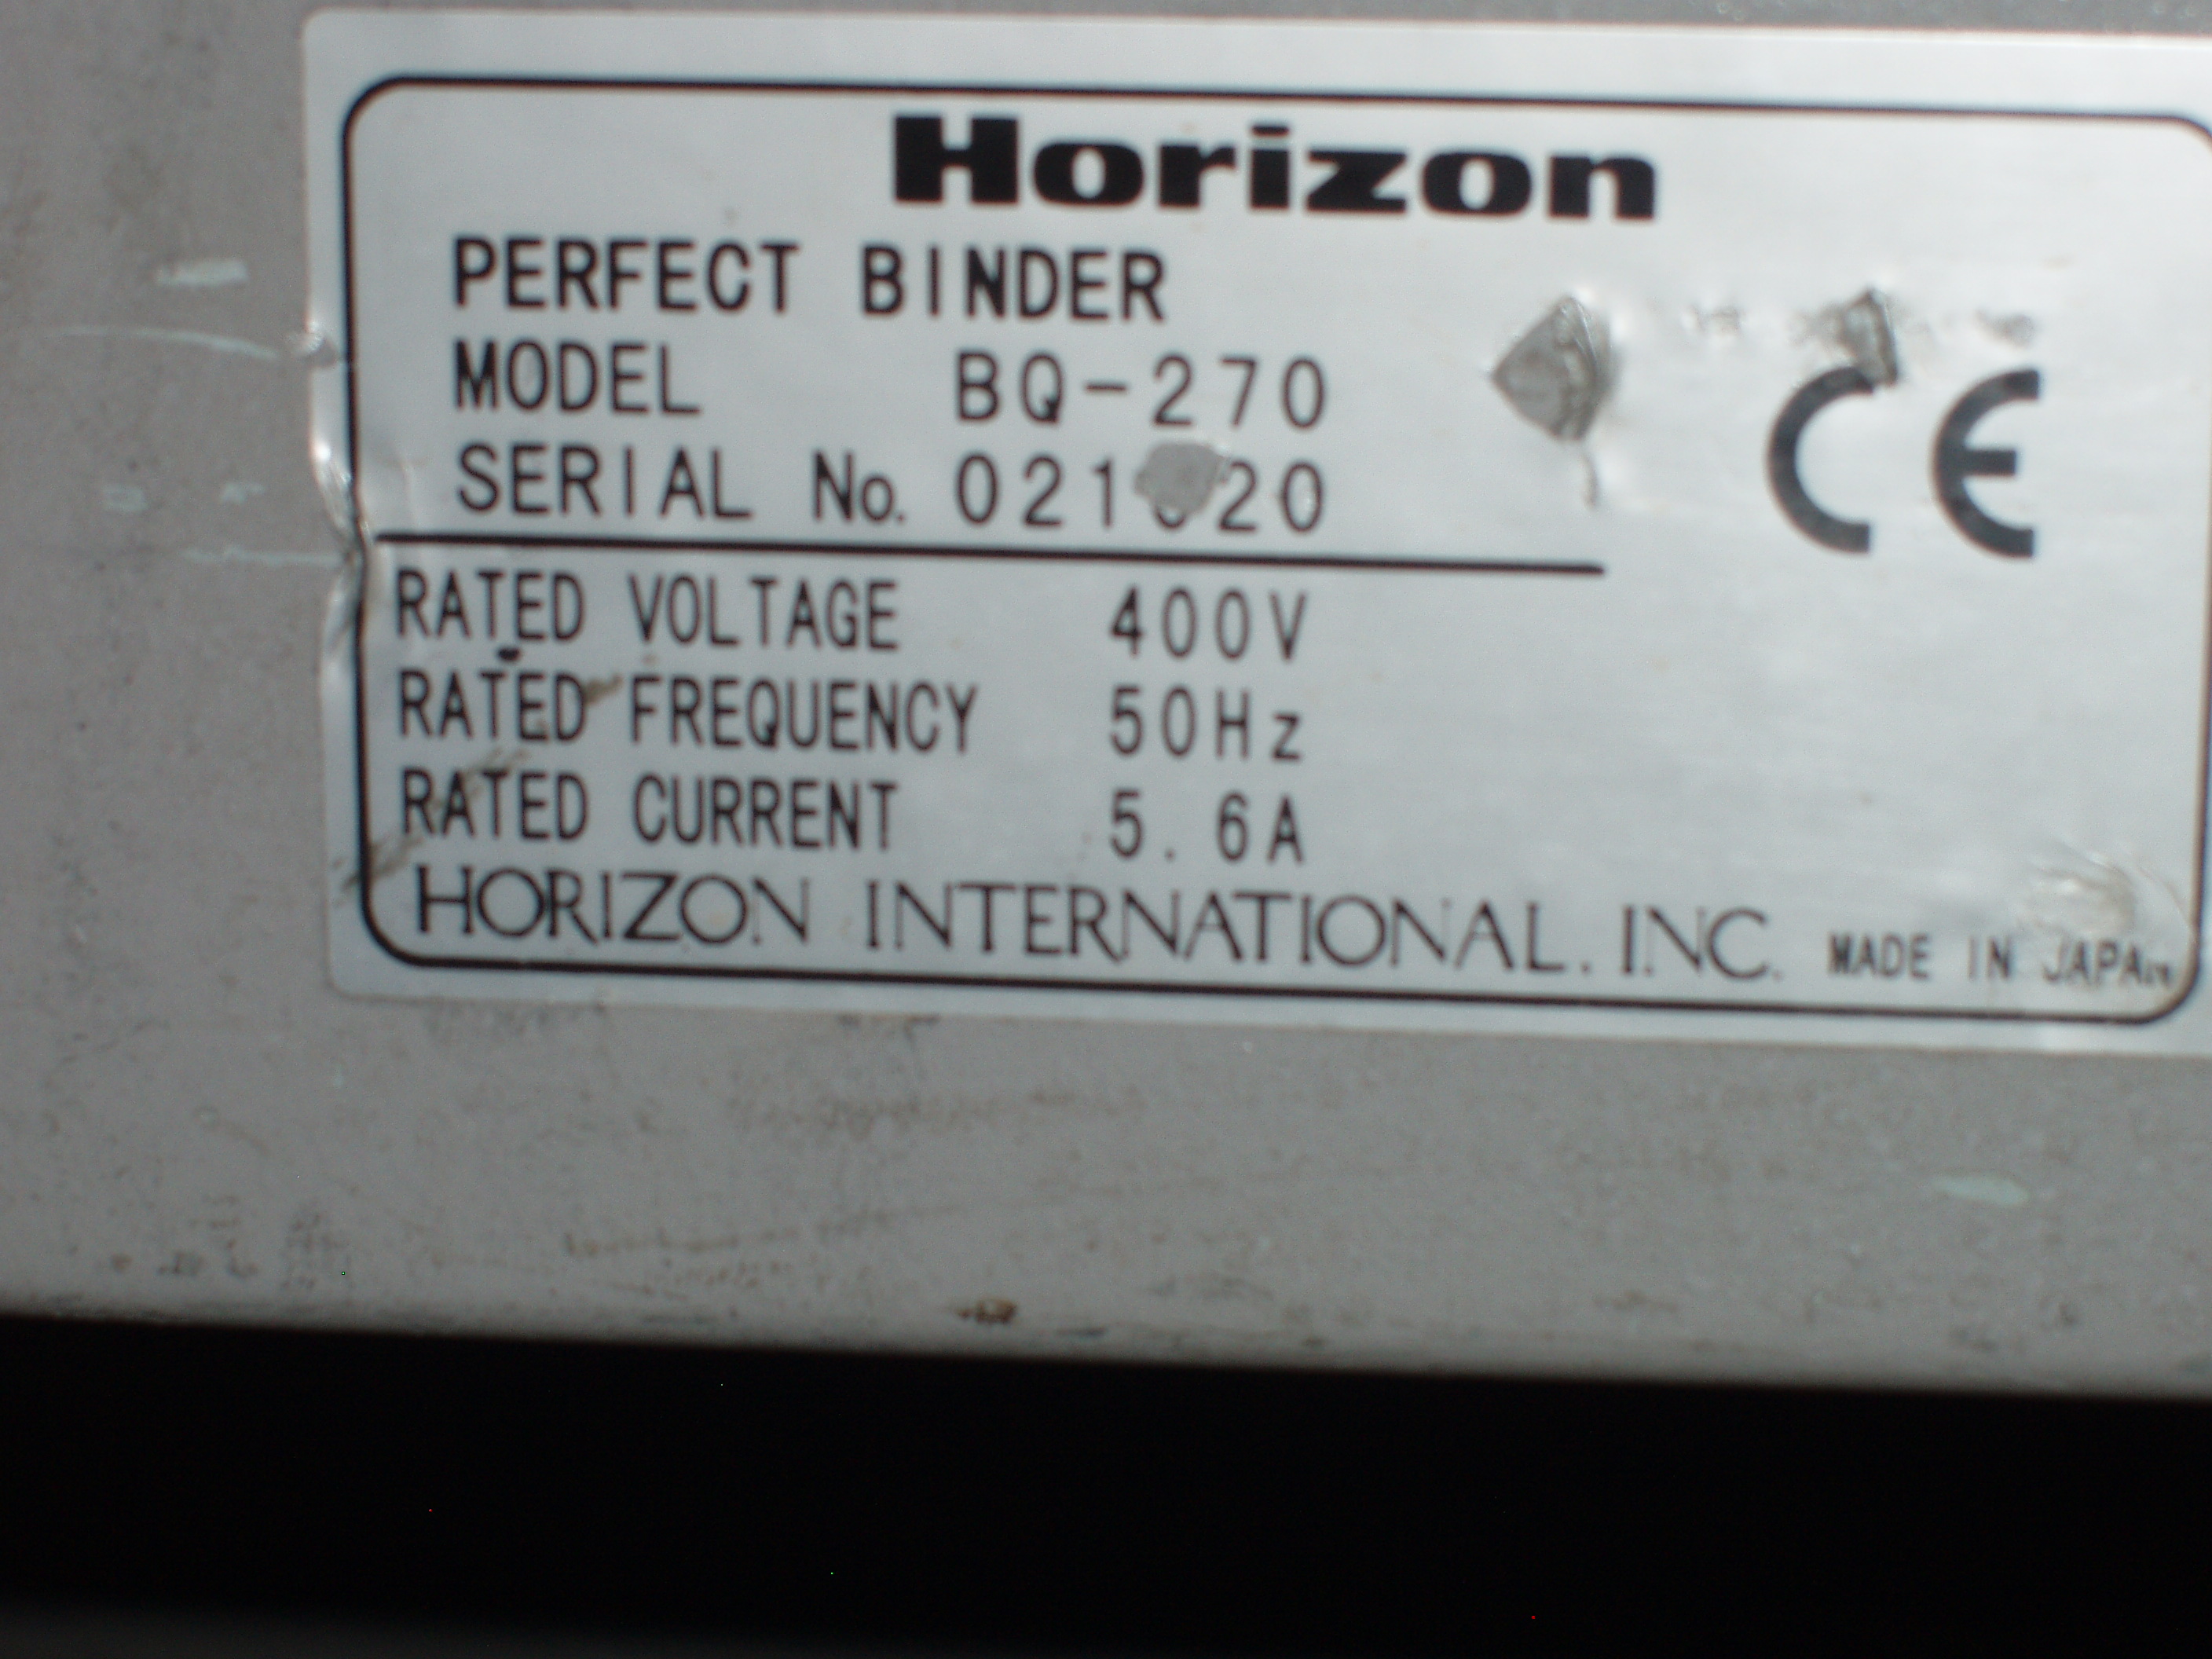 Horizon
PERFECT BINDER
MODEL BQ-270
SERIAL No.
CE
RATED VOLTAGE 400V
RATED FREQUENCY 50Hz
RATED CURRENT 5.6A
HORIZON INTERNATIONAL. INC. MADE IN JAPAN